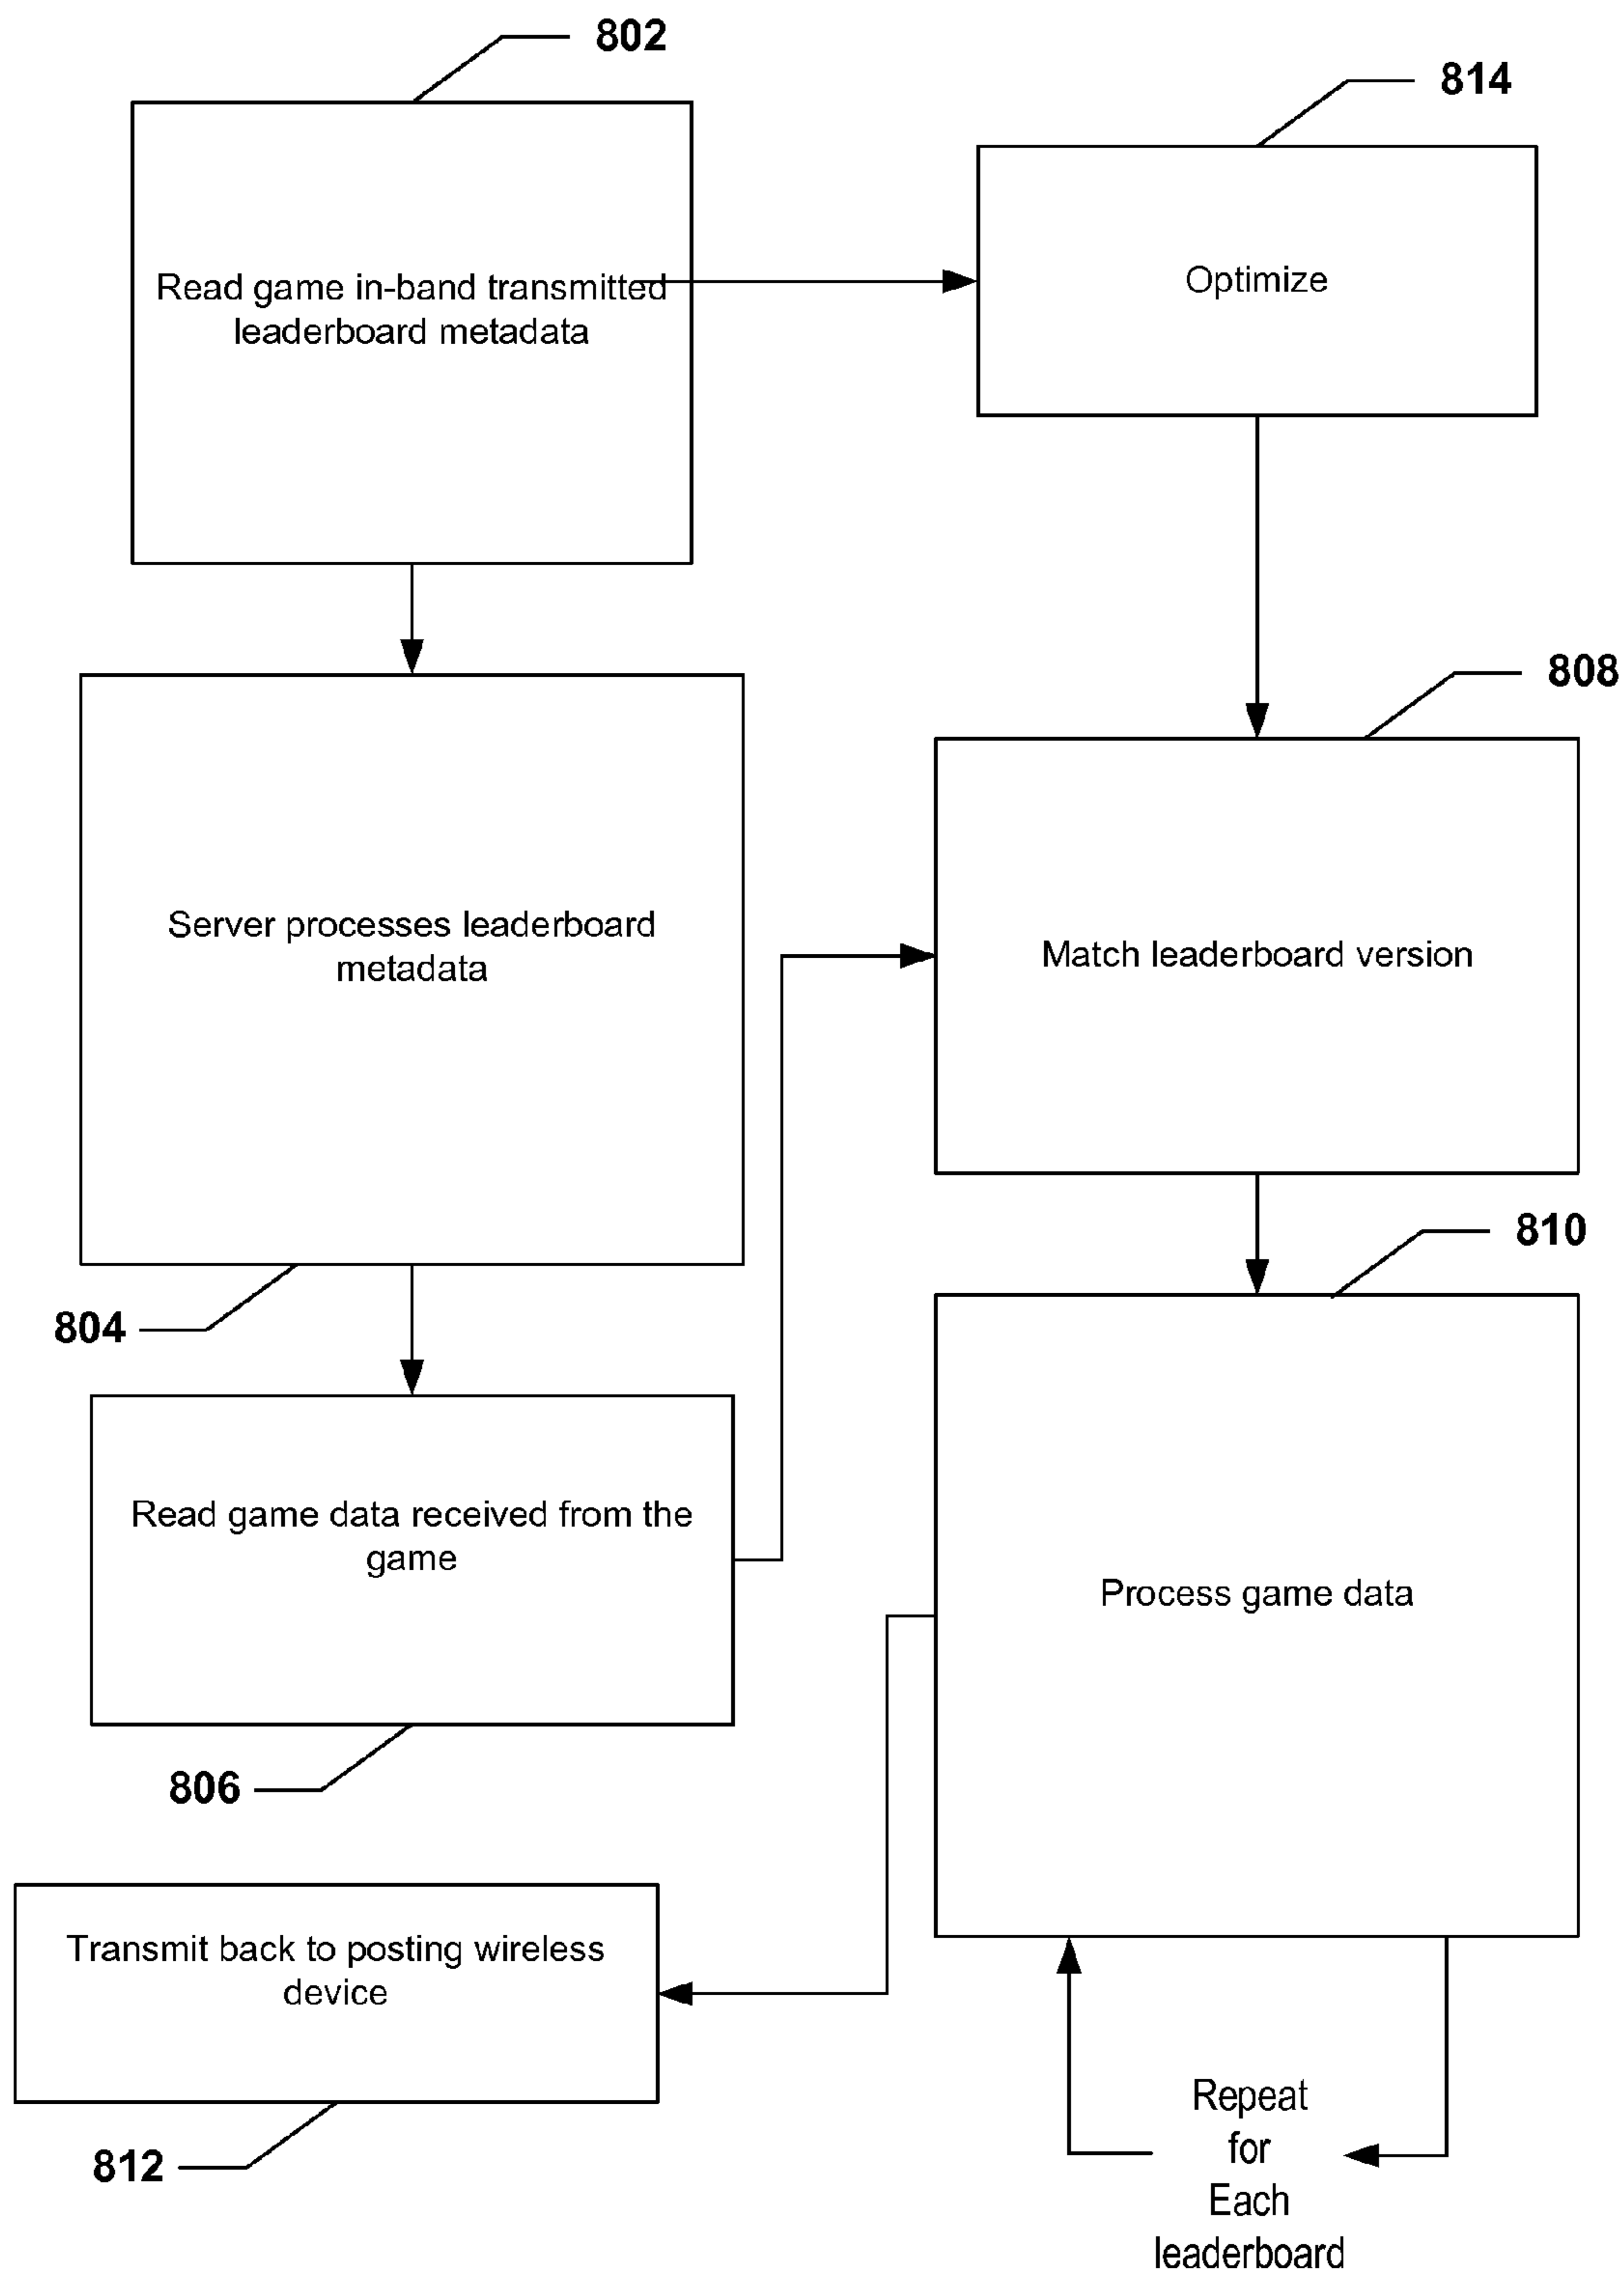 802
814
Read game in-band transmitted
leaderboard metadata
Optimize
808
Server processes leaderboard
metadata
Match leaderboard version
810
804
Read game data received from the
game
Process game data
806
Transmit back to posting wireless
device
812
Repeat
for
Each
leaderboard